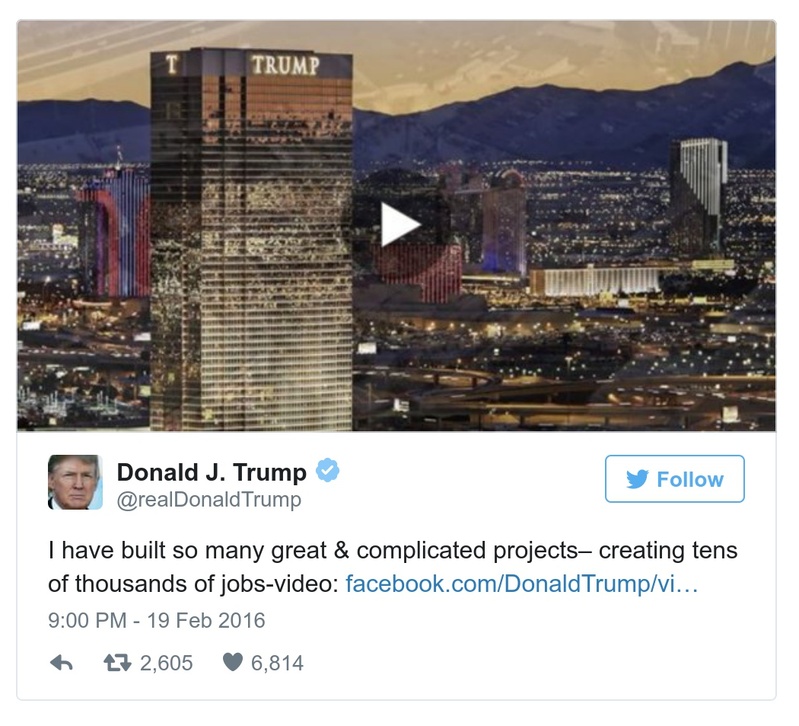 T TRUMP
Donald J. Trump
@realDonaldTrump
Follow
I have built so many great & complicated projects– creating tens
of thousands of jobs-video: facebook.com/DonaldTrump/vi…
9:00 PM - 19 Feb 2016
2,605 6,814